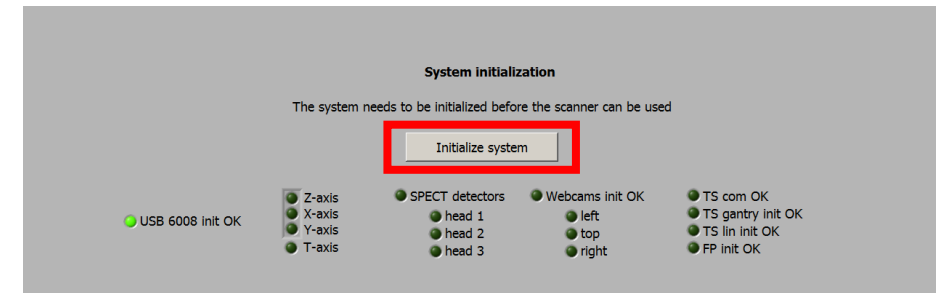 System initialization
The system needs to be initialized before the scanner can be used
Initialize system
USB 6008 init OK
Z-axis
X-axis
Y-axis
T-axis
SPECT detectors
head 1
head 2
head 3
Webcams init OK
left
top
right
TS com OK
TS gantry init OK
TS lin init OK
FP init OK